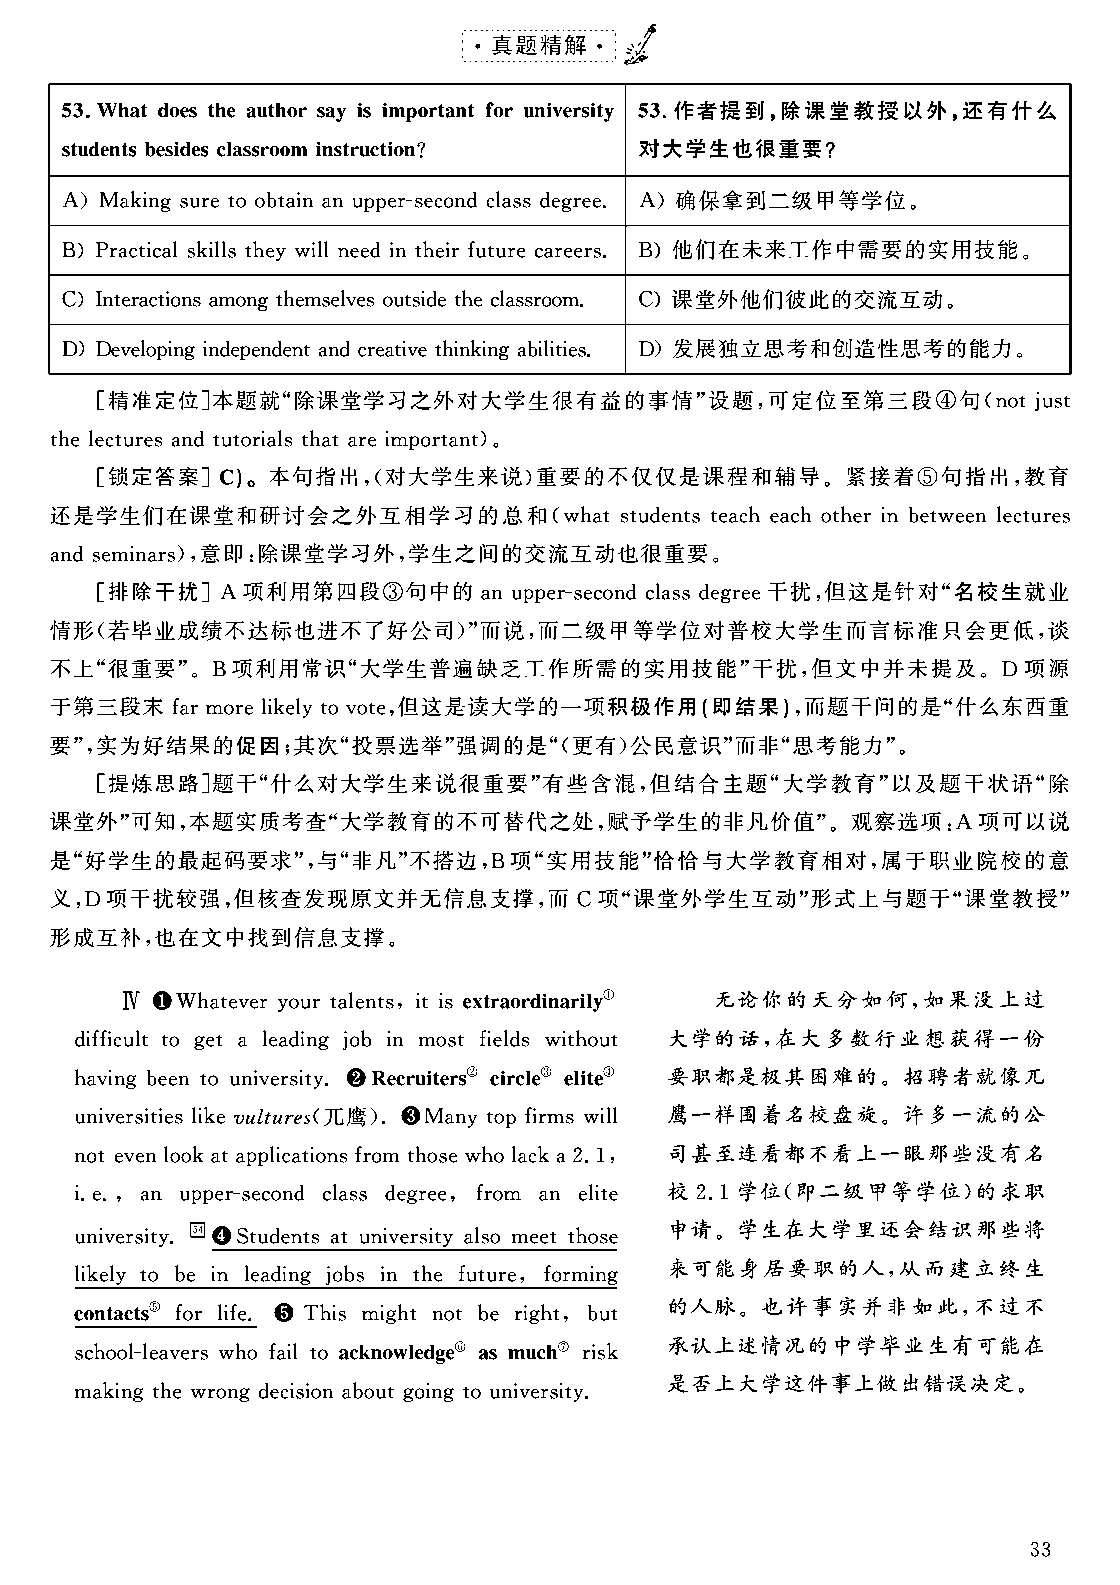 ·真题精解·
53. What does the author say is important for university
students besides classroom instruction?
53. 作者提到,除课堂教授以外,还有什么
对大学生也很重要?
A) Making sure to obtain an upper-second class degree.
A) 确保拿到二级甲等学位。
B) Practical skills they will need in their future careers.
B) 他们在未来工作中需要的实用技能。
C) Interactions among themselves outside the classroom.
C) 课堂外他们彼此的交流互动。
D) Developing independent and creative thinking abilities.
D) 发展独立思考和创造性思考的能力。
[精准定位]本题就“除课堂学习之外对大学生很有益的事情”设题,可定位至第三段④句(not just
the lectures and tutorials that are important)。
[锁定答案] C)。本句指出,(对大学生来说)重要的不仅仅是课程和辅导。紧接着⑤句指出,教育
还是学生们在课堂和研讨会之外互相学习的总和(what students teach each other in between lectures
and seminars),意即:除课堂学习外,学生之间的交流互动也很重要。
[排除干扰] A 项利用第四段③句中的 an upper-second class degree 干扰,但这是针对“名校生就业
情形(若毕业成绩不达标也进不了好公司)”而说,而二级甲等学位对普校大学生而言标准只会更低,谈
不上“很重要”。B 项利用常识“大学生普遍缺乏工作所需的实用技能”干扰,但文中并未提及。D 项源
于第三段末 far more likely to vote,但这是读大学的一项积极作用(即结果),而题干问的是“什么东西重
要”,实为好结果的促因;其次“投票选举”强调的是“(更有)公民意识”而非“思考能力”。
[提炼思路]题干“什么对大学生来说很重要”有些含混,但结合主题“大学教育”以及题干状语“除
课堂外”可知,本题实质考查“大学教育的不可替代之处,赋予学生的非凡价值”。观察选项:A 项可以说
是“好学生的最起码要求”,与“非凡”不搭边,B 项“实用技能”恰恰与大学教育相对,属于职业院校的意
义,D 项干扰较强,但核查发现原文并无信息支撑,而 C 项“课堂外学生互动”形式上与题于“课堂教授”
形成互补,也在文中找到信息支撑。
Ⅳ ❶Whatever your talents, it is extraordinarily①
difficult to get a leading job in most fields without
having been to university. ❷Recruiters② circle③ elite④
universities like vultures(兀鹰). ❸Many top firms will
not even look at applications from those who lack a 2.1,
i.e., an upper-second class degree, from an elite
university. 54 ❹Students at university also meet those
likely to be in leading jobs in the future, forming
contacts⑤ for life. ❺This might not be right, but
school-leavers who fail to acknowledge⑥ as much⑦ risk
making the wrong decision about going to university.
无论你的天分如何,如果没上过
大学的话,在大多数行业想获得一份
要职都是极其困难的。招聘者就像兀
鹰一样围着名校盘旋。许多一流的公
司甚至连看都不看上一眼那些没有名
校 2.1 学位(即二级甲等学位)的求职
申请。学生在大学里还会结识那些将
来可能身居要职的人,从而建立终生
的人脉。也许事实并非如此,不过不
承认上述情况的中学毕业生有可能在
是否上大学这件事上做出错误决定。
33